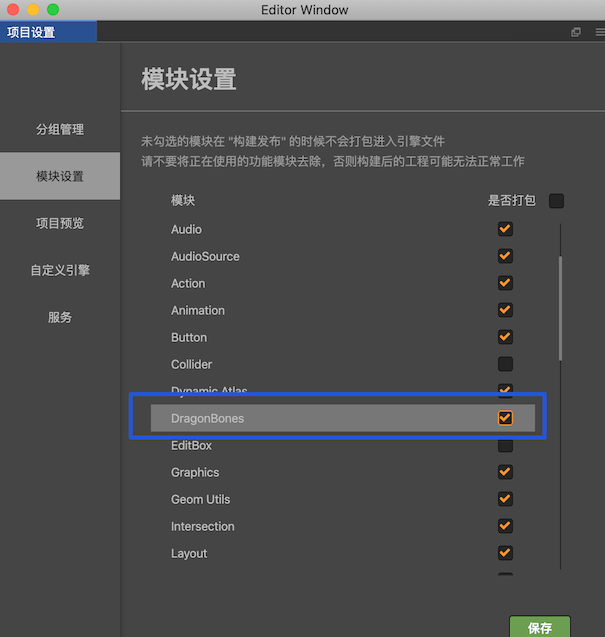 Editor Window
项目设置
模块设置
分组管理
模块设置
项目预览
自定义引擎
服务
未勾选的模块在 "构建发布" 的时候不会打包进入引擎文件
请不要将正在使用的功能模块去除，否则构建后的工程可能无法正常工作
模块 是否打包
Audio
AudioSource
Action
Animation
Button
Collider
Dynamic Atlas
DragonBones
EditBox
Graphics
Geom Utils
Intersection
Layout
保存